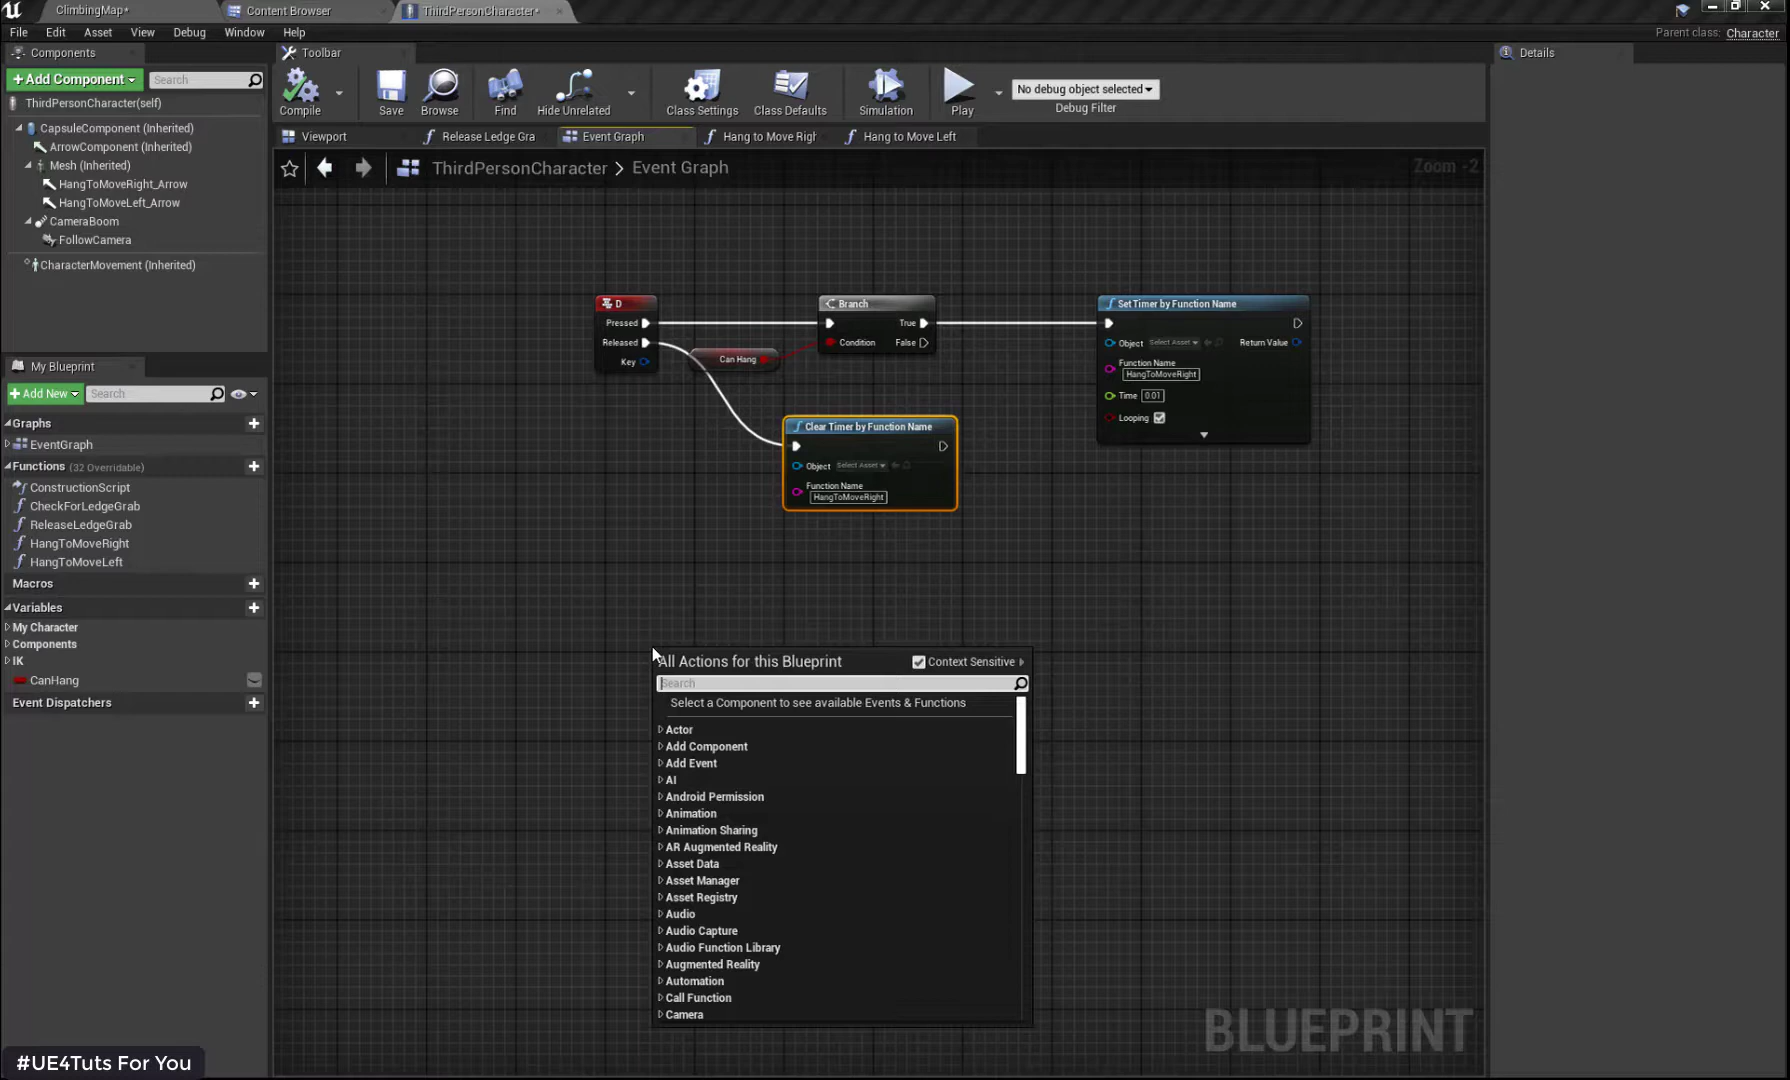 ClimbingMap*
Content Browser
ThirdPersonCharacter*
File Edit Asset View Debug Window Help
Parent class: Character
Components
+Add Component
Search
ThirdPersonCharacter(self)
CapsuleComponent (Inherited)
ArrowComponent (Inherited)
Mesh (Inherited)
HangToMoveRight_Arrow
HangToMoveLeft_Arrow
CameraBoom
FollowCamera
CharacterMovement (Inherited)
Toolbar
Compile
Save
Browse
Find
Hide Unrelated
Class Settings
Class Defaults
Simulation
Play
No debug object selected
Debug Filter
Details
Viewport
Release Ledge Gra
Event Graph
Hang to Move Righ
Hang to Move Left
ThirdPersonCharacter > Event Graph
Zoom -2
D
Pressed
Released
Key
Can Hang
Branch
True
Condition
False
Set Timer by Function Name
Object Select Asset
Return Value
Function Name
HangToMoveRight
Time 0.01
Looping
Clear Timer by Function Name
Object Select Asset
Function Name
HangToMoveRight
My Blueprint
+Add New
Search
Graphs
EventGraph
Functions (32 Overridable)
ConstructionScript
CheckForLedgeGrab
ReleaseLedgeGrab
HangToMoveRight
HangToMoveLeft
Macros
Variables
My Character
Components
IK
CanHang
Event Dispatchers
All Actions for this Blueprint
Context Sensitive
Search
Select a Component to see available Events & Functions
Actor
Add Component
Add Event
AI
Android Permission
Animation
Animation Sharing
AR Augmented Reality
Asset Data
Asset Manager
Asset Registry
Audio
Audio Capture
Audio Function Library
Augmented Reality
Automation
Call Function
Camera
BLUEPRINT
#UE4Tuts For You